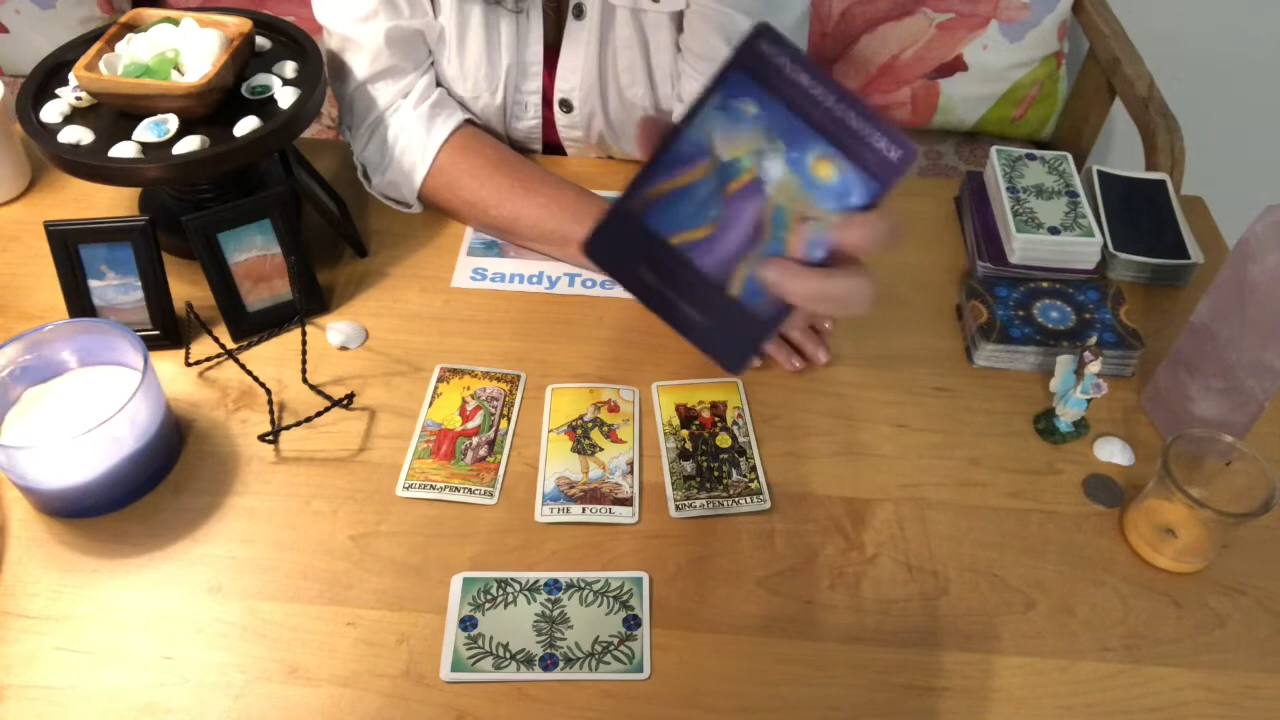 SandyToe
QUEEN of PENTACLES.
THE FOOL.
KING of PENTACLES.